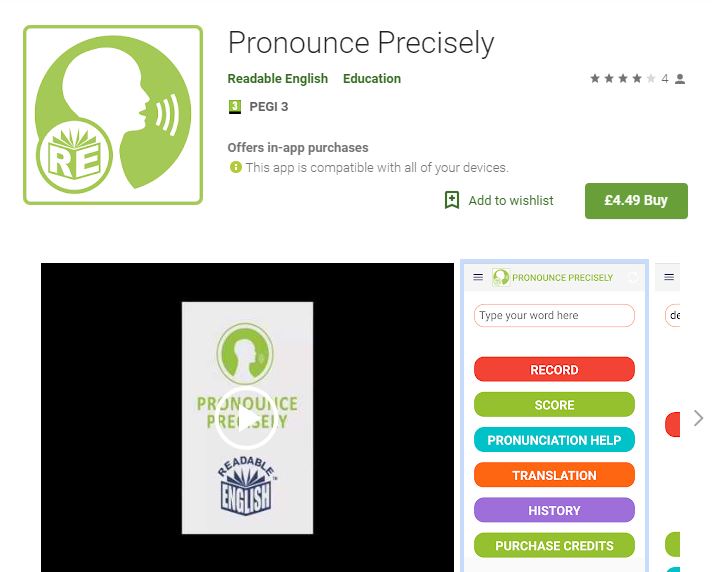 Pronounce Precisely
Readable English Education
4
3 PEGI 3
Offers in-app purchases
This app is compatible with all of your devices.
Add to wishlist
£4.49 Buy
RE
PRONOUNCE
PRECISELY
READABLE
ENGLISH
TM
PRONOUNCE PRECISELY
Type your word here
RECORD
SCORE
PRONUNCIATION HELP
TRANSLATION
HISTORY
PURCHASE CREDITS
de